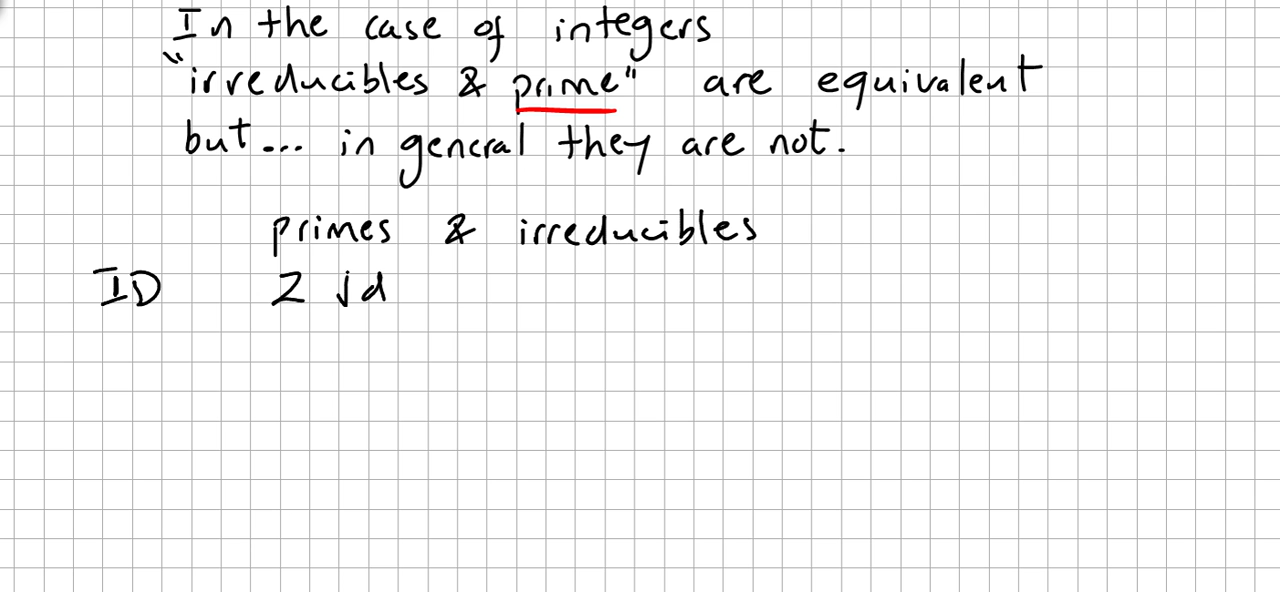 In the case of integers
"irreducibles & prime" are equivalent
but... in general they are not.
primes & irreducibles
ID Z √d